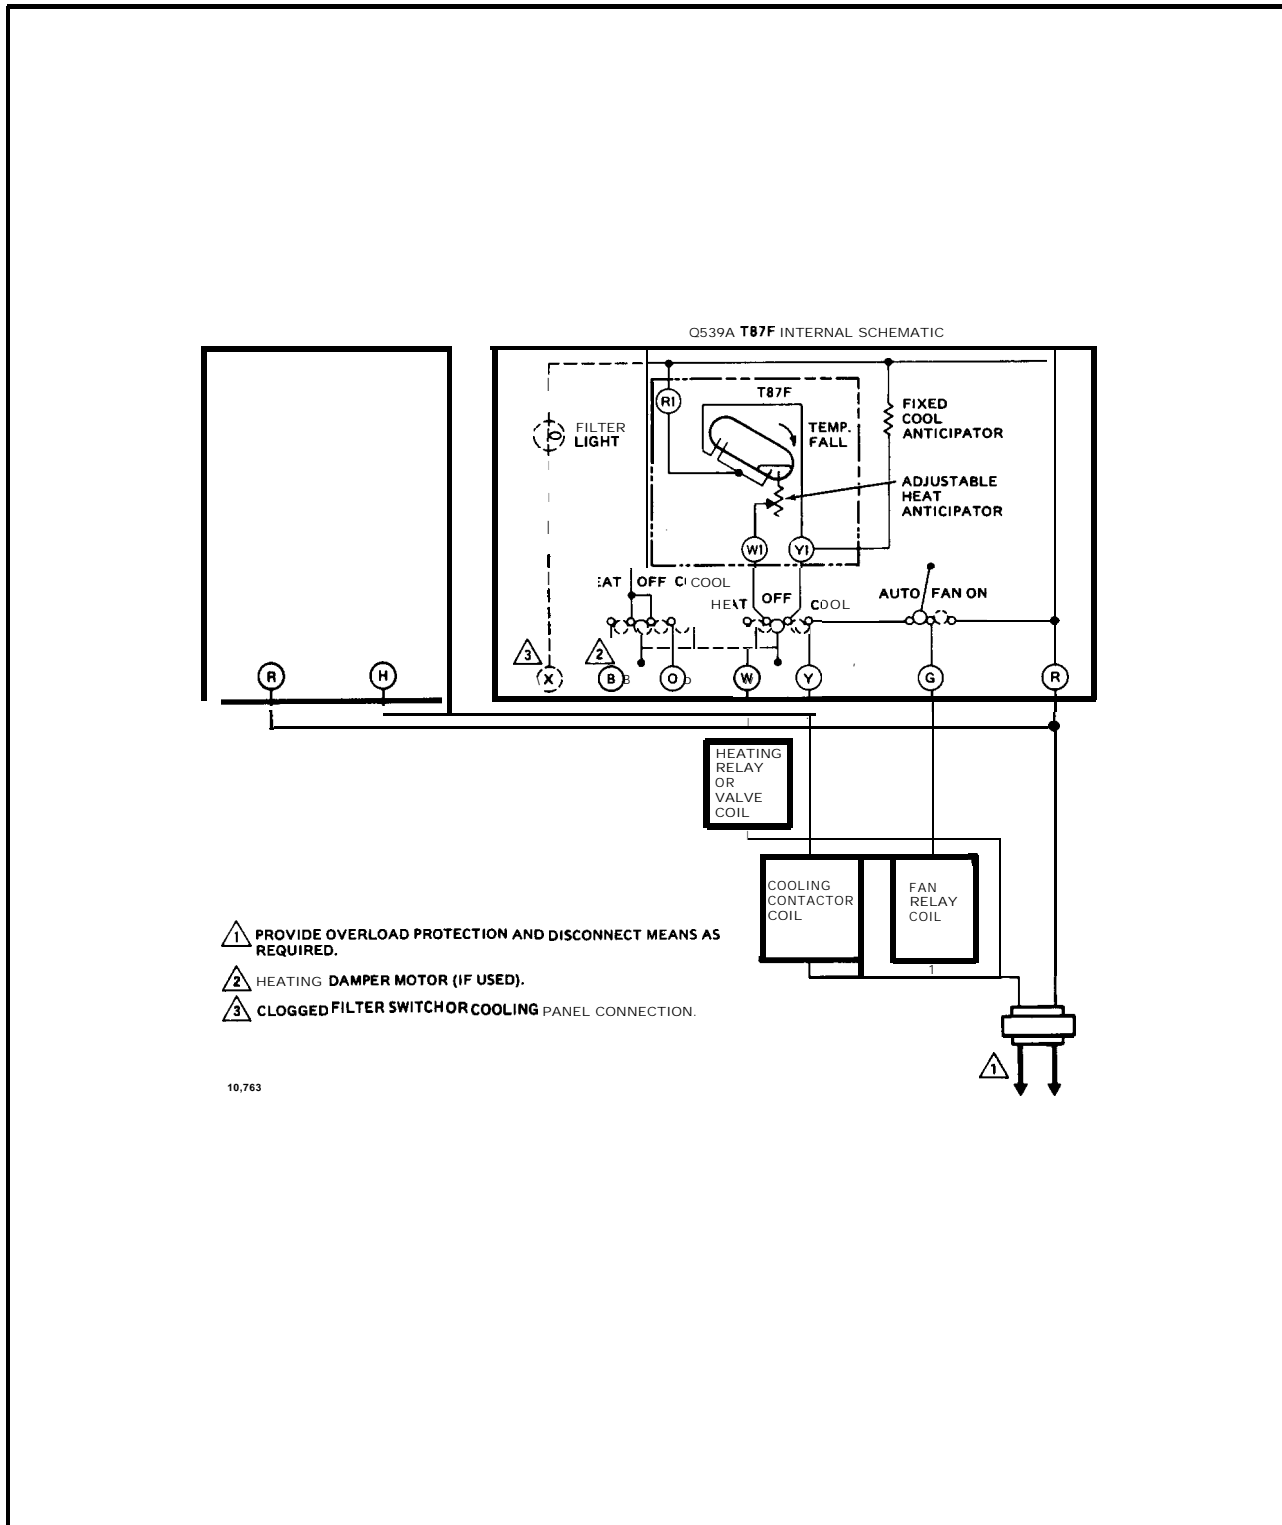 Q539A T87F INTERNAL SCHEMATIC
T87F
R1
TEMP.
FALL
FIXED
COOL
ANTICIPATOR
FILTER
LIGHT
ADJUSTABLE
HEAT
ANTICIPATOR
W1 Y1
EAT OFF C COOL
HEAT OFF COOL
AUTO FAN ON
3 2
R H X B B O W Y G R
HEATING
RELAY
OR
VALVE
COIL
COOLING
CONTACTOR
COIL
FAN
RELAY
COIL
1
1 PROVIDE OVERLOAD PROTECTION AND DISCONNECT MEANS AS
REQUIRED.
2 HEATING DAMPER MOTOR (IF USED).
3 CLOGGED FILTER SWITCH OR COOLING PANEL CONNECTION.
1
10,763